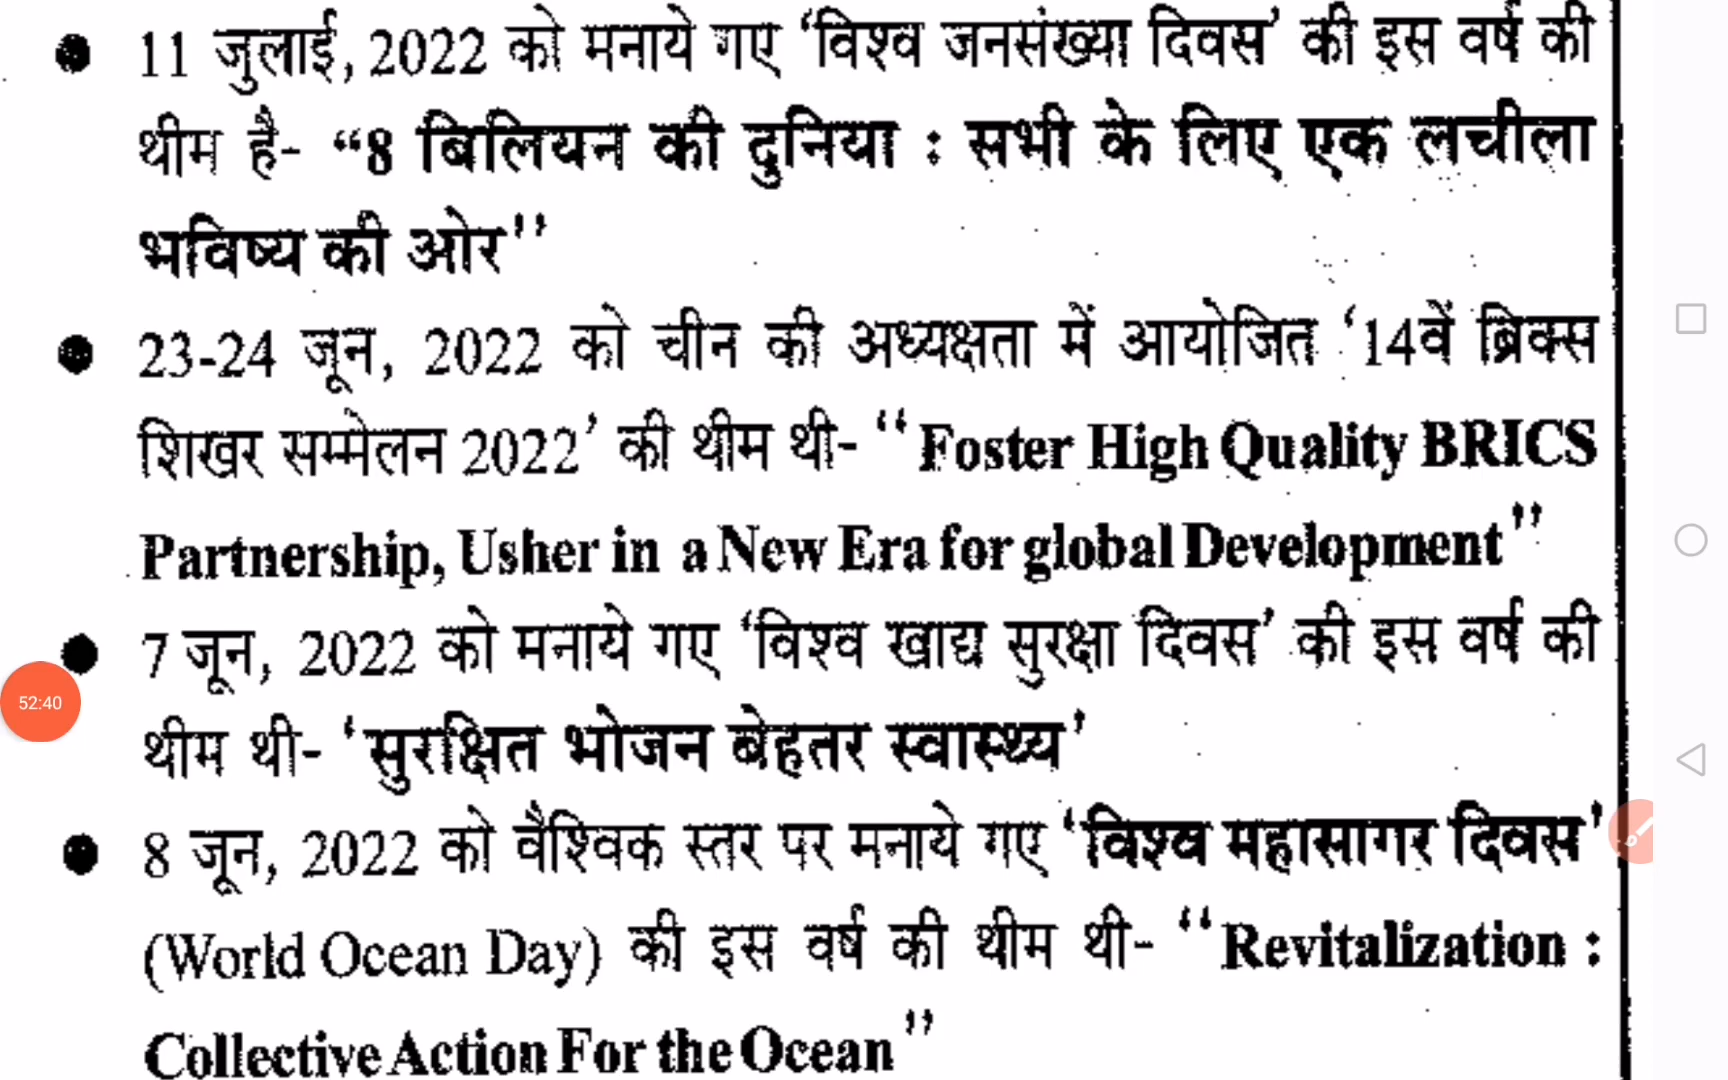 ● 11 जुलाई, 2022 को मनाये गए ‘विश्व जनसंख्या दिवस’ की इस वर्ष की
थीम है- “8 बिलियन की दुनिया : सभी के लिए एक लचीला
भविष्य की ओर’’
● 23-24 जून, 2022 को चीन की अध्यक्षता में आयोजित ‘14वें ब्रिक्स
शिखर सम्मेलन 2022’ की थीम थी- ‘‘Foster High Quality BRICS
Partnership, Usher in a New Era for global Development’’
● 7 जून, 2022 को मनाये गए ‘विश्व खाद्य सुरक्षा दिवस’ की इस वर्ष की
52:40
थीम थी- ‘सुरक्षित भोजन बेहतर स्वास्थ्य’
● 8 जून, 2022 को वैश्विक स्तर पर मनाये गए ‘विश्व महासागर दिवस’
(World Ocean Day) की इस वर्ष की थीम थी- ‘‘Revitalization :
Collective Action For the Ocean’’